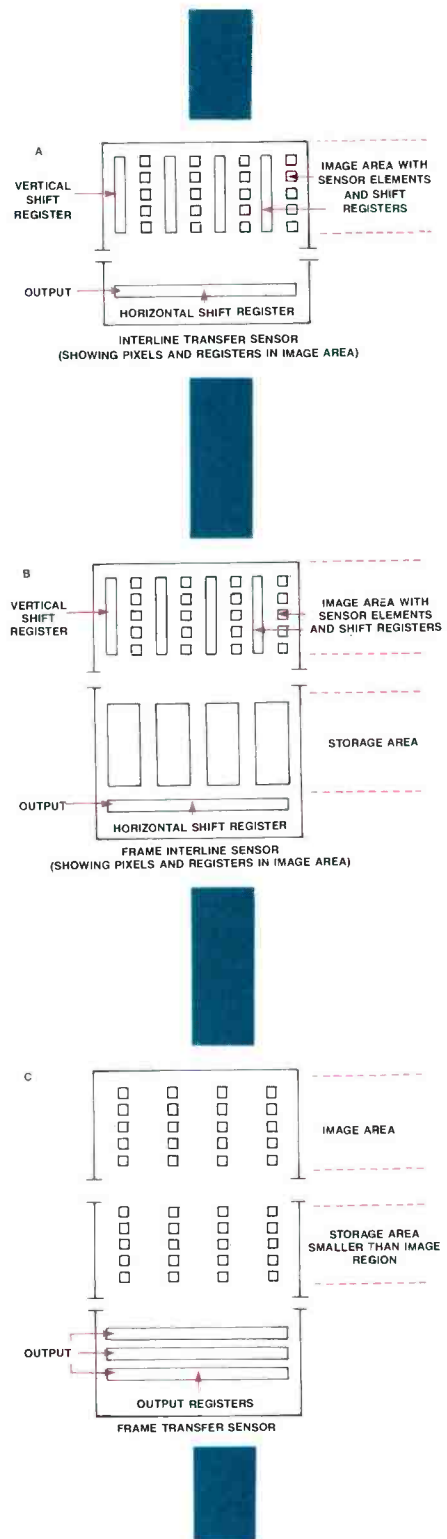 A
VERTICAL
SHIFT
REGISTER
IMAGE AREA WITH
SENSOR ELEMENTS
AND SHIFT
REGISTERS
OUTPUT
HORIZONTAL SHIFT REGISTER
INTERLINE TRANSFER SENSOR
(SHOWING PIXELS AND REGISTERS IN IMAGE AREA)
B
VERTICAL
SHIFT
REGISTER
IMAGE AREA WITH
SENSOR ELEMENTS
AND SHIFT REGISTERS
STORAGE AREA
OUTPUT
HORIZONTAL SHIFT REGISTER
FRAME INTERLINE SENSOR
(SHOWING PIXELS AND REGISTERS IN IMAGE AREA)
C
IMAGE AREA
STORAGE AREA
SMALLER THAN IMAGE
REGION
OUTPUT
OUTPUT REGISTERS
FRAME TRANSFER SENSOR